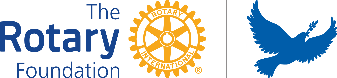 The
Rotary
Foundation
ROTARY
INTERNATIONAL
®